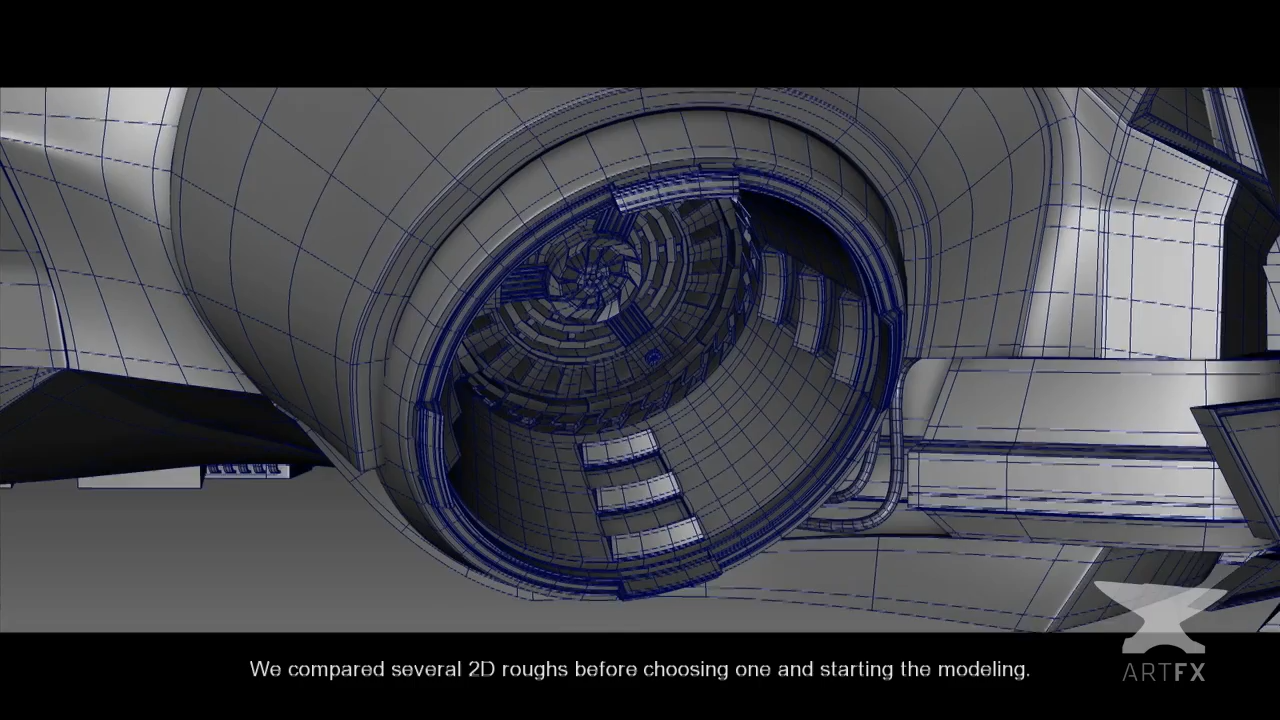 We compared several 2D roughs before choosing one and starting the modeling.
ARTFX